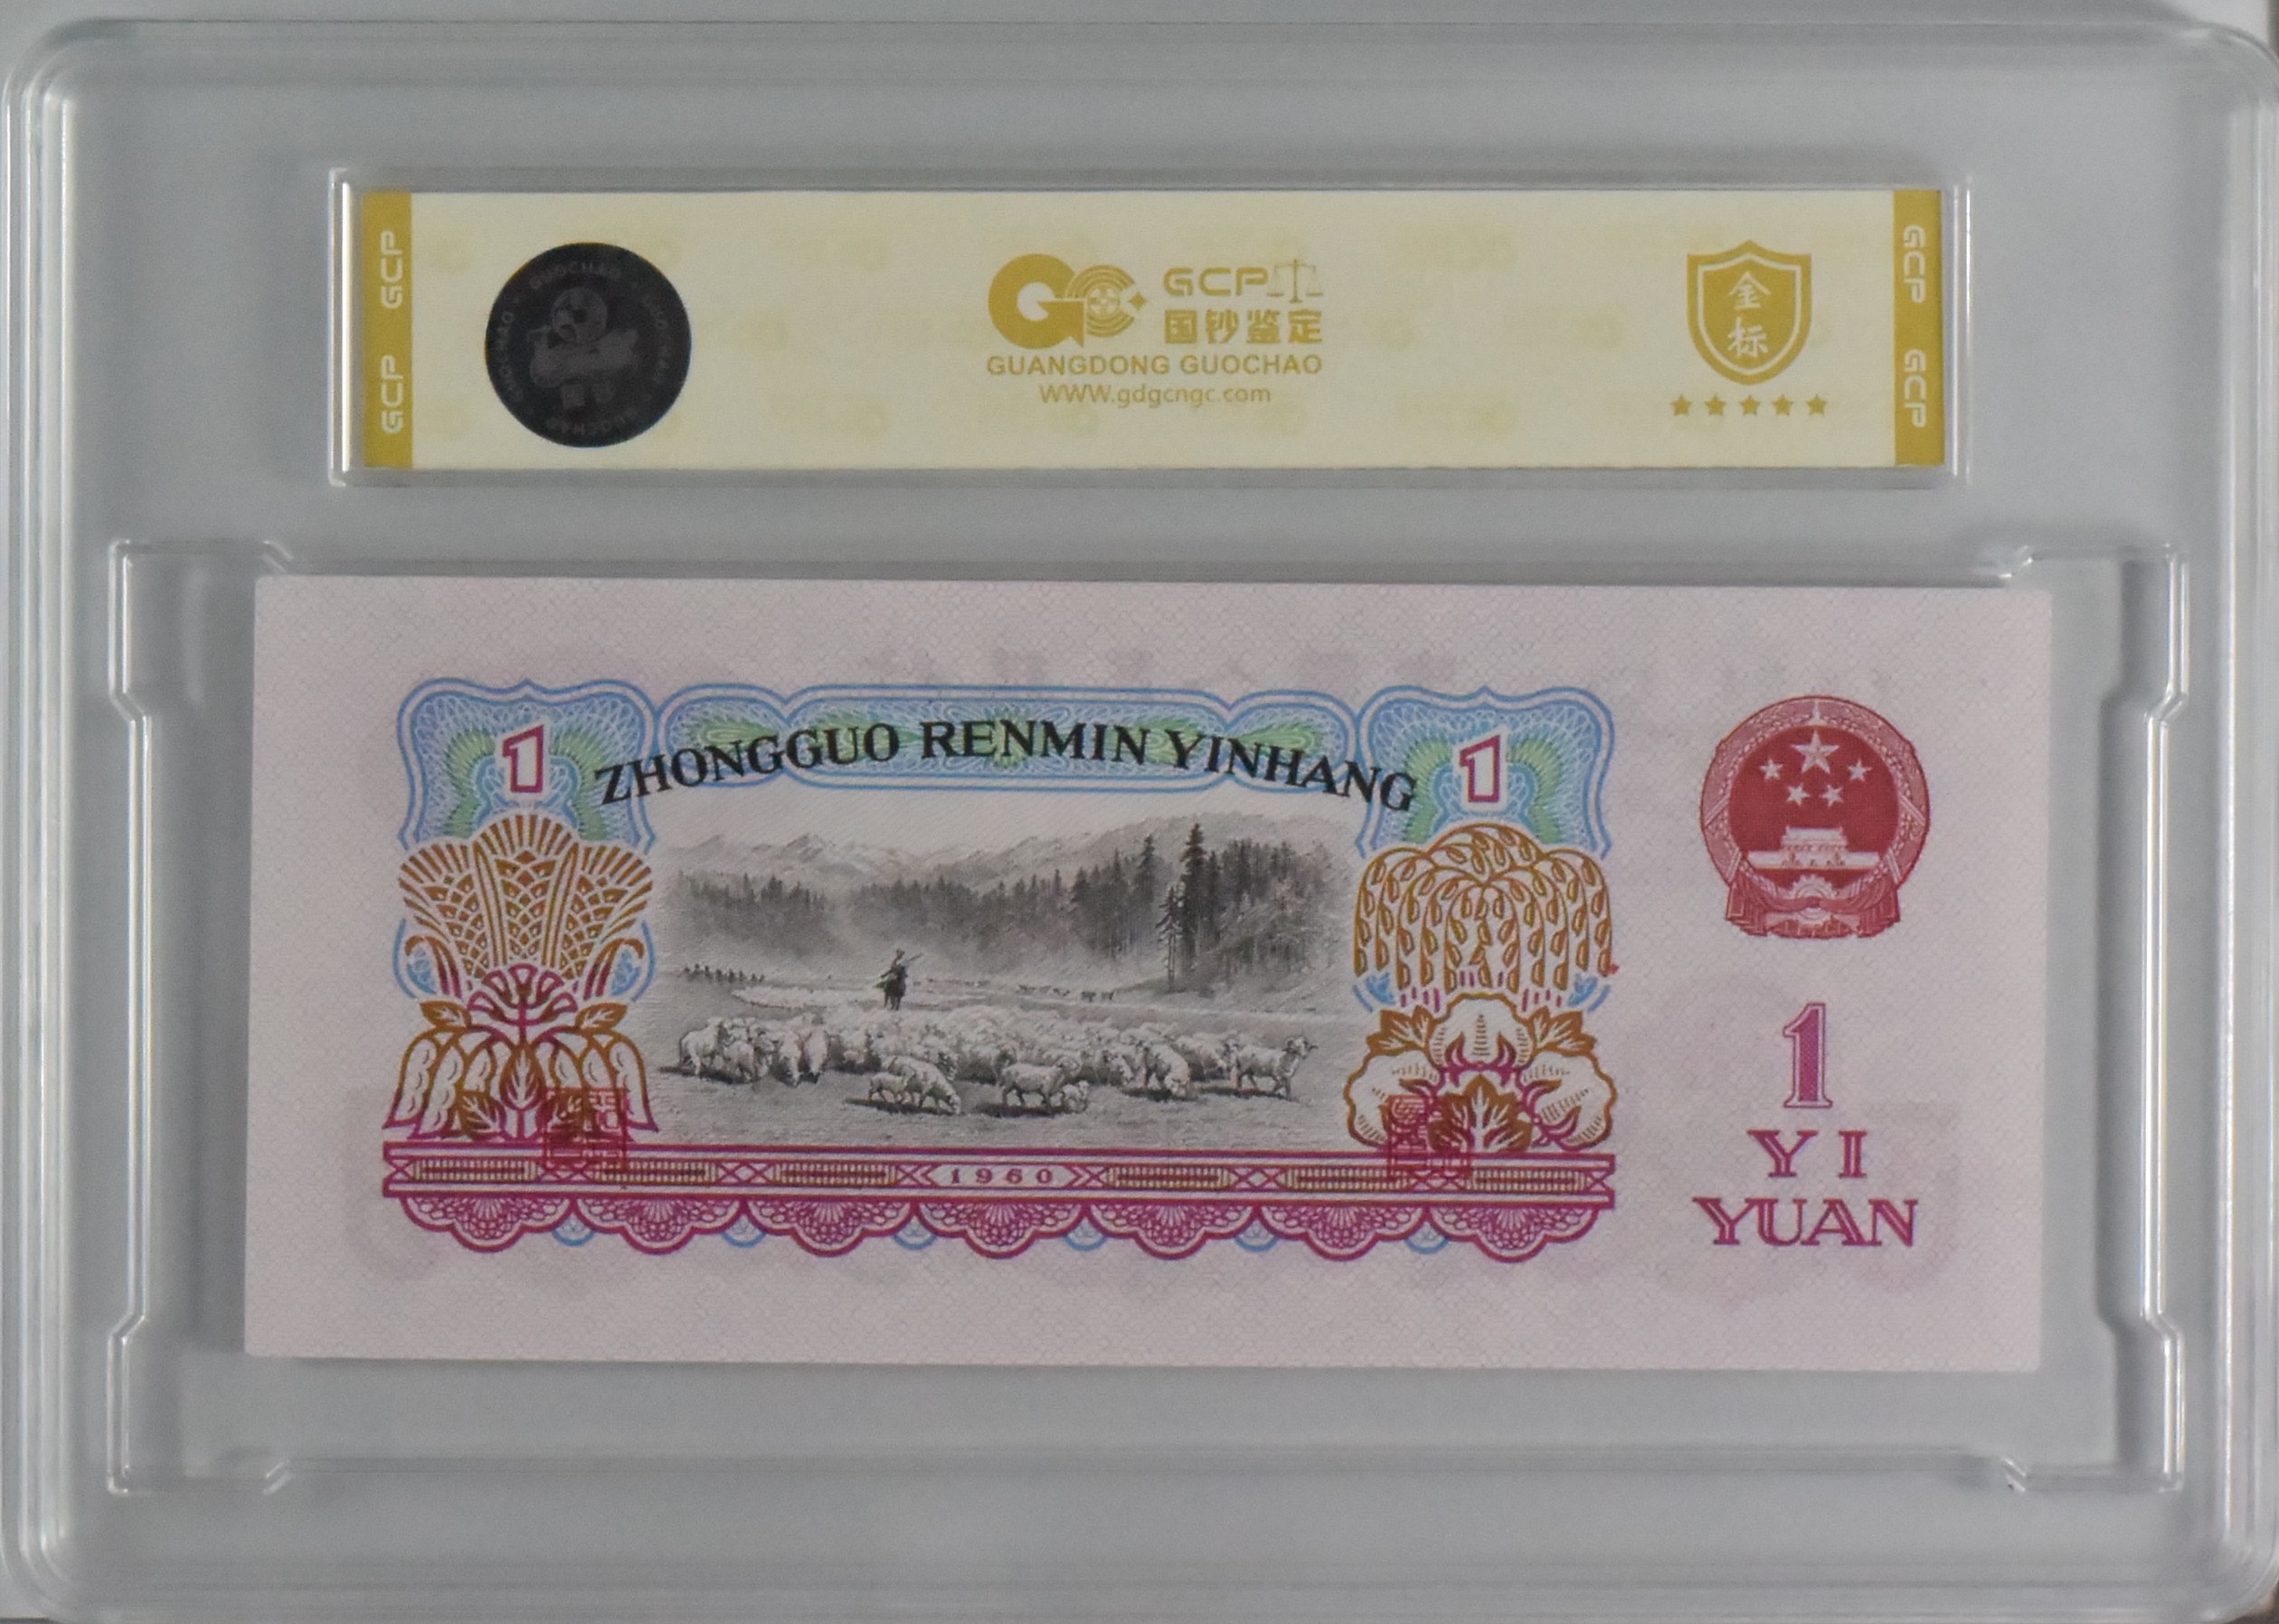 GCP GCP
GUOCHAO
GCP
国钞鉴定
GUANGDONG GUOCHAO
WWW.gdgcngc.com
金
标
GCP GCP
1
ZHONGGUO RENMIN YINHANG
1
1960
1
YI
YUAN